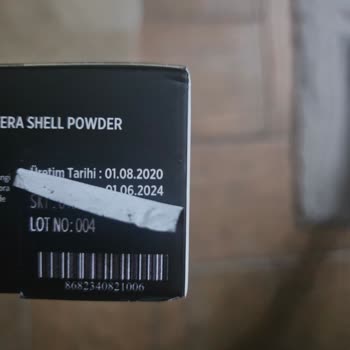 ERA SHELL POWDER
Üretim Tarihi : 01.08.2020
01.06.2024
LOT NO: 004
8682340821006